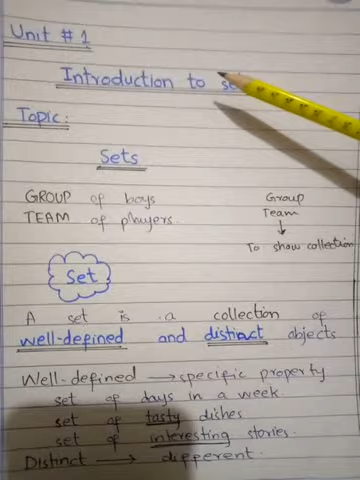 Unit # 1
Introduction to
Topic:
Sets
GROUP of boys
TEAM of players.
Group
Team
↓
To show collection
Set
A set is a collection of
well-defined and distinct objects
Well-defined → specific property
set of days in a week.
set of tasty dishes
set of interesting stories.
Distinct → different.